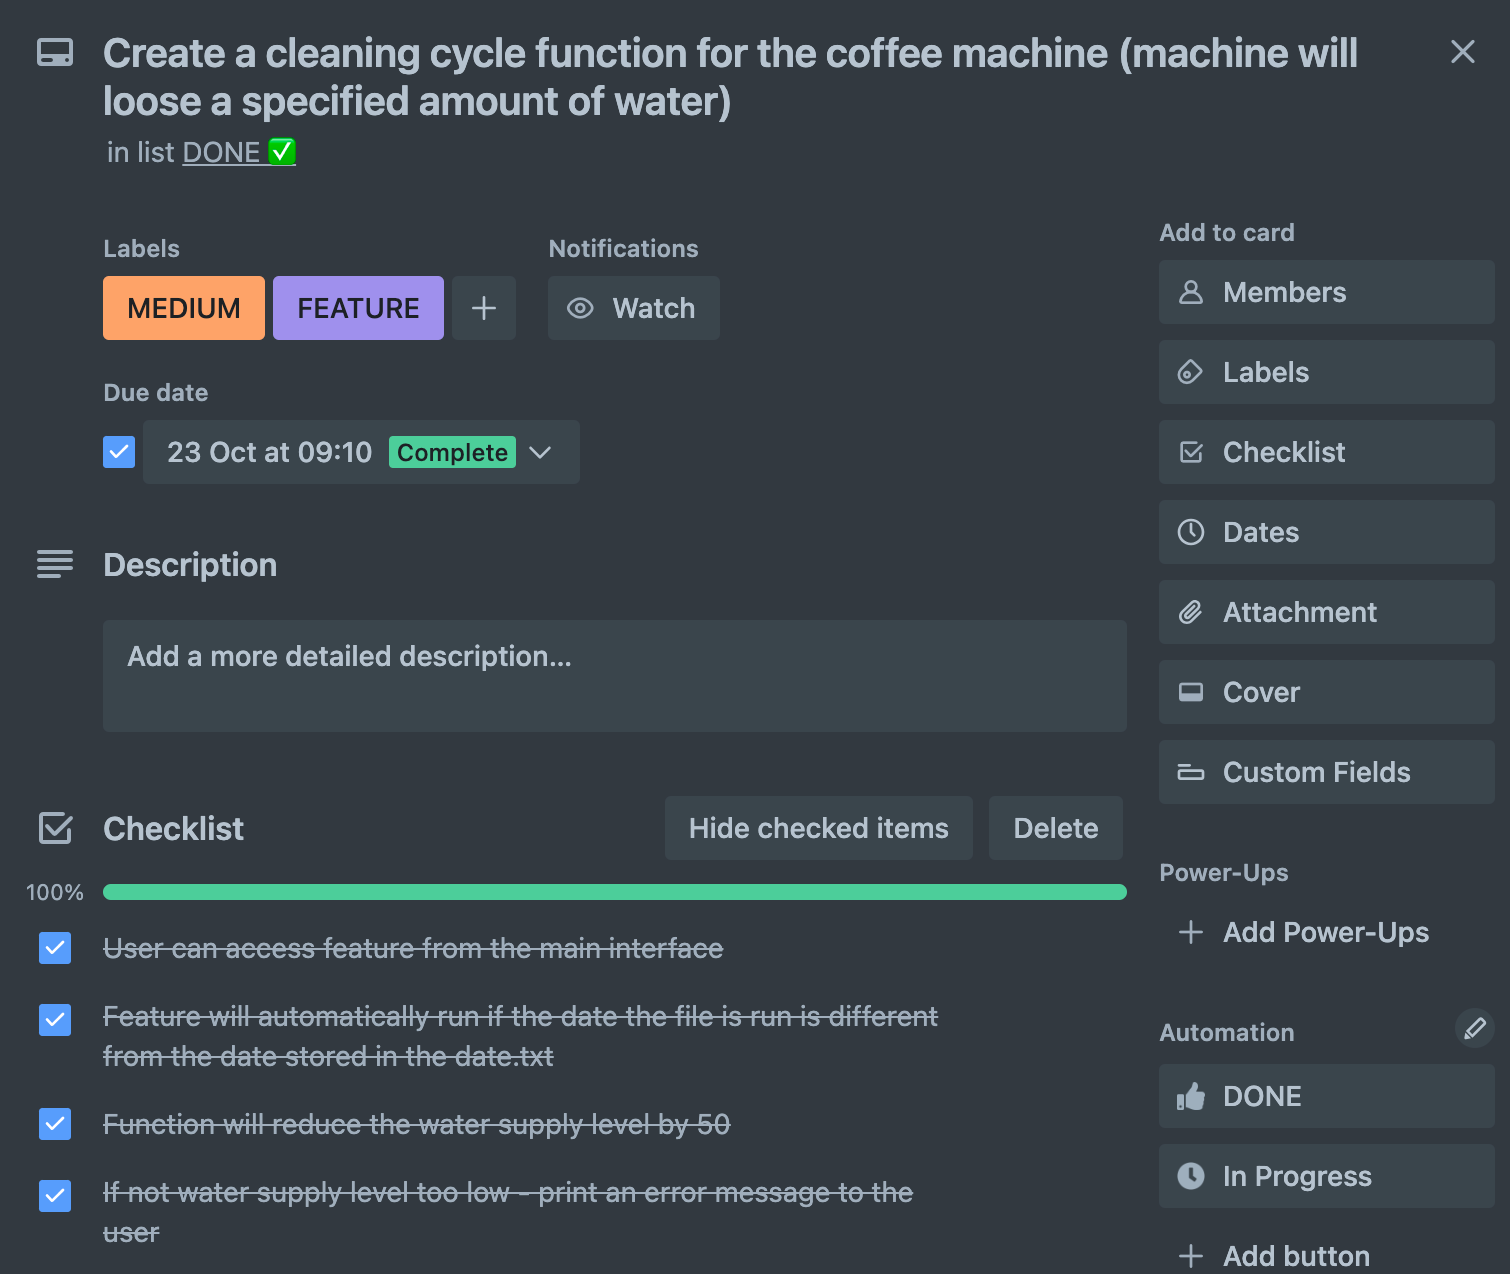 Create a cleaning cycle function for the coffee machine (machine will
loose a specified amount of water)
in list DONE ✅
Labels
Notifications
MEDIUM
FEATURE
Watch
Due date
23 Oct at 09:10 Complete
Description
Add a more detailed description...
Checklist
Hide checked items
Delete
100%
User can access feature from the main interface
Feature will automatically run if the date the file is run is different
from the date stored in the date.txt
Function will reduce the water supply level by 50
If not water supply level too low - print an error message to the
user
Add to card
Members
Labels
Checklist
Dates
Attachment
Cover
Custom Fields
Power-Ups
Add Power-Ups
Automation
DONE
In Progress
Add button